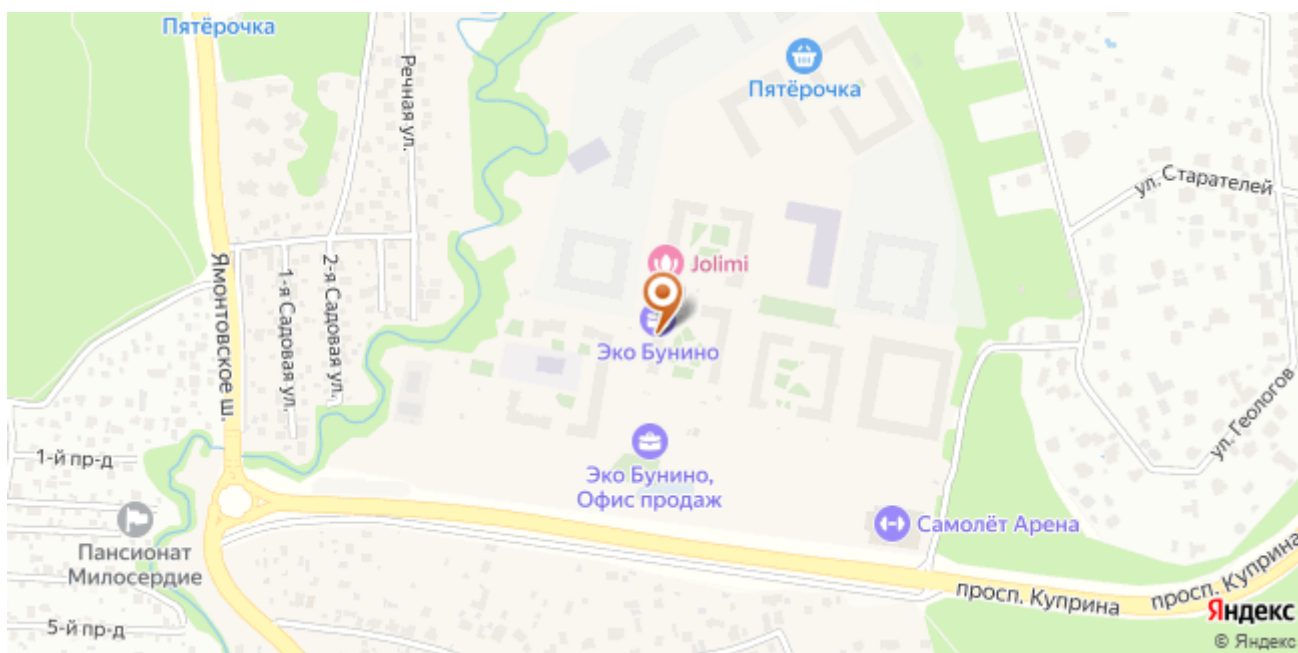 Пятёрочка
Речная ул.
Пятёрочка
ул. Старателей
Ямонтовское ш.
1-я Садовая ул.
2-я Садовая ул.
Jolimi
Эко Бунино
ул. Геологов
1-й пр-д
Эко Бунино,
Офис продаж
Самолёт Арена
Пансионат
Милосердие
просп. Куприна
просп. Куприна
5-й пр-д
Яндекс
© Яндекс